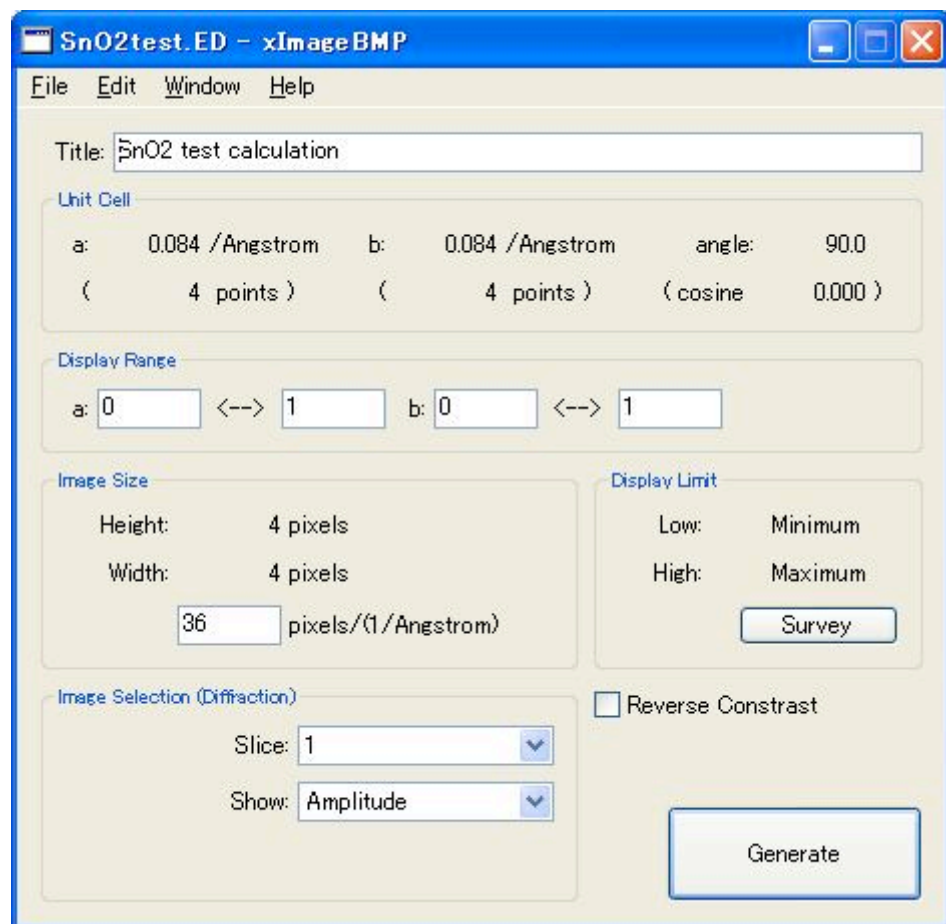 SnO2test.ED - xImageBMP
File Edit Window Help
Title: SnO2 test calculation
Unit Cell
a: 0.084 /Angstrom b: 0.084 /Angstrom angle: 90.0
( 4 points ) ( 4 points ) ( cosine 0.000 )
Display Range
a: 0 <--> 1 b: 0 <--> 1
Image Size
Height: 4 pixels
Width: 4 pixels
36 pixels/(1/Angstrom)
Display Limit
Low: Minimum
High: Maximum
Survey
Image Selection (Diffraction)
Slice: 1
Show: Amplitude
Reverse Constrast
Generate